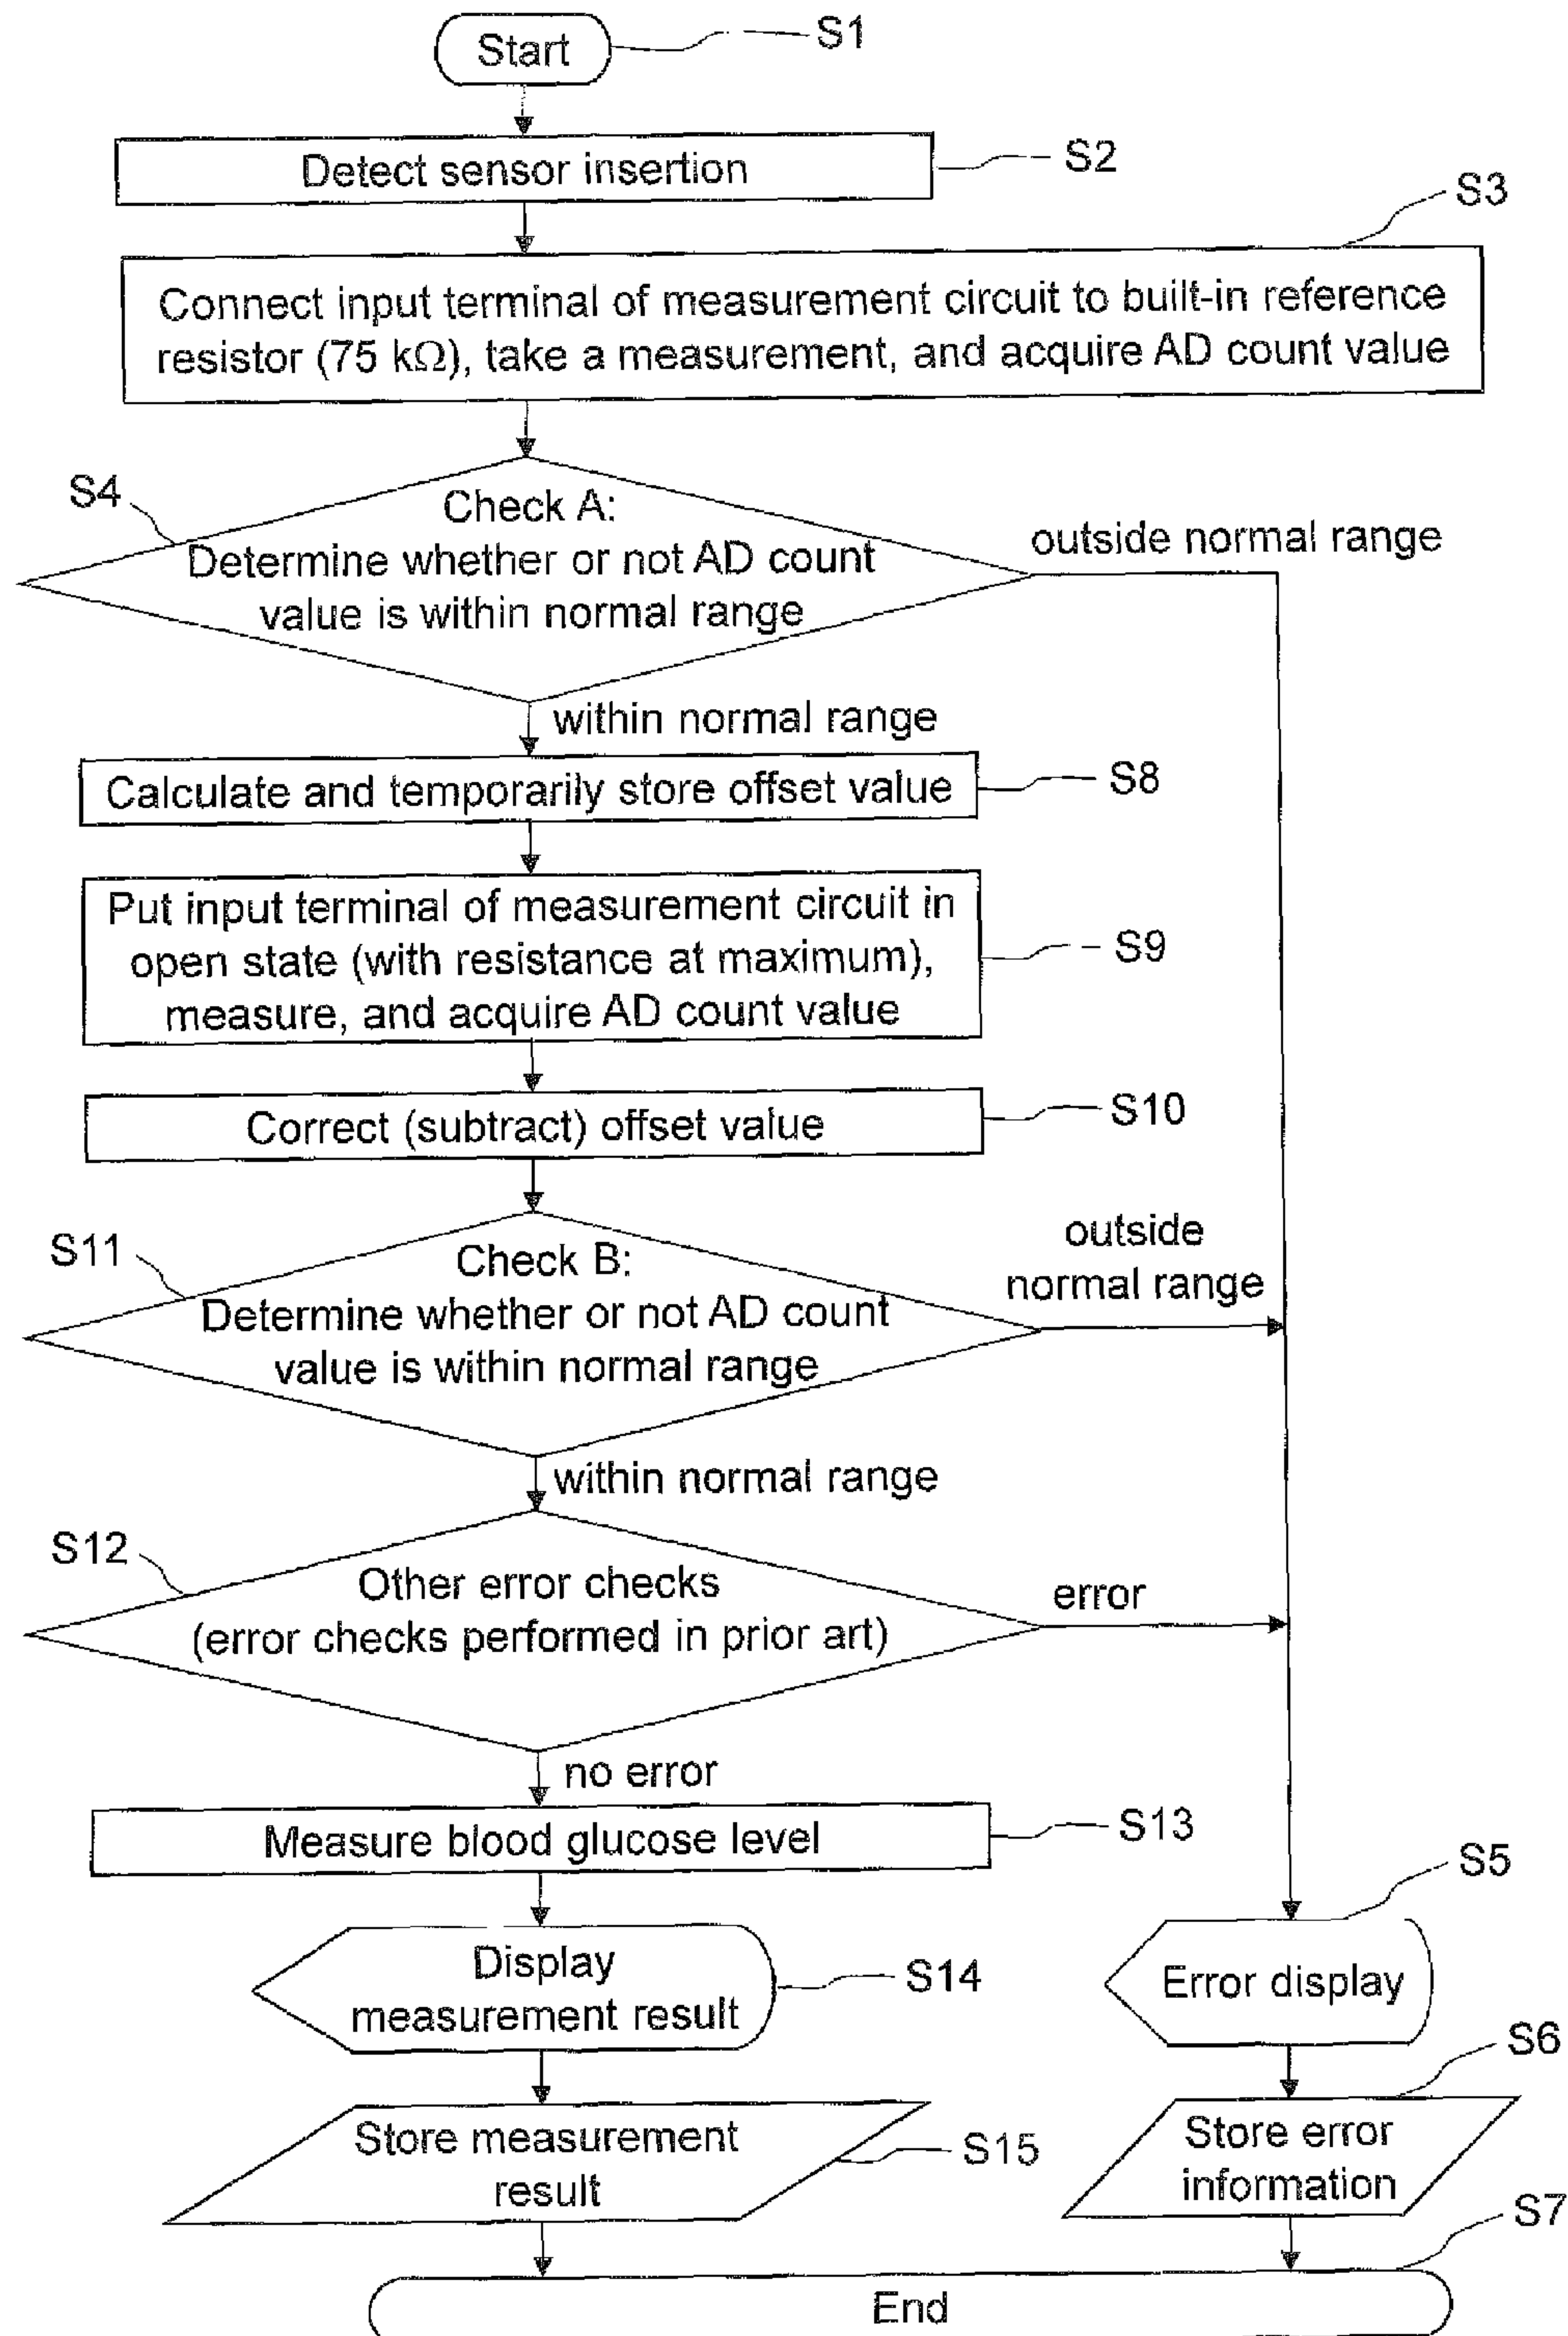 Start
S1
Detect sensor insertion
S2
S3
Connect input terminal of measurement circuit to built-in reference
resistor (75 kΩ), take a measurement, and acquire AD count value
S4
Check A:
Determine whether or not AD count
value is within normal range
outside normal range
within normal range
Calculate and temporarily store offset value
S8
Put input terminal of measurement circuit in
open state (with resistance at maximum),
measure, and acquire AD count value
S9
Correct (subtract) offset value
S10
S11
Check B:
Determine whether or not AD count
value is within normal range
outside
normal range
within normal range
S12
Other error checks
(error checks performed in prior art)
error
no error
Measure blood glucose level
S13
S5
Display
measurement result
S14
Error display
S6
Store measurement
result
S15
Store error
information
S7
End